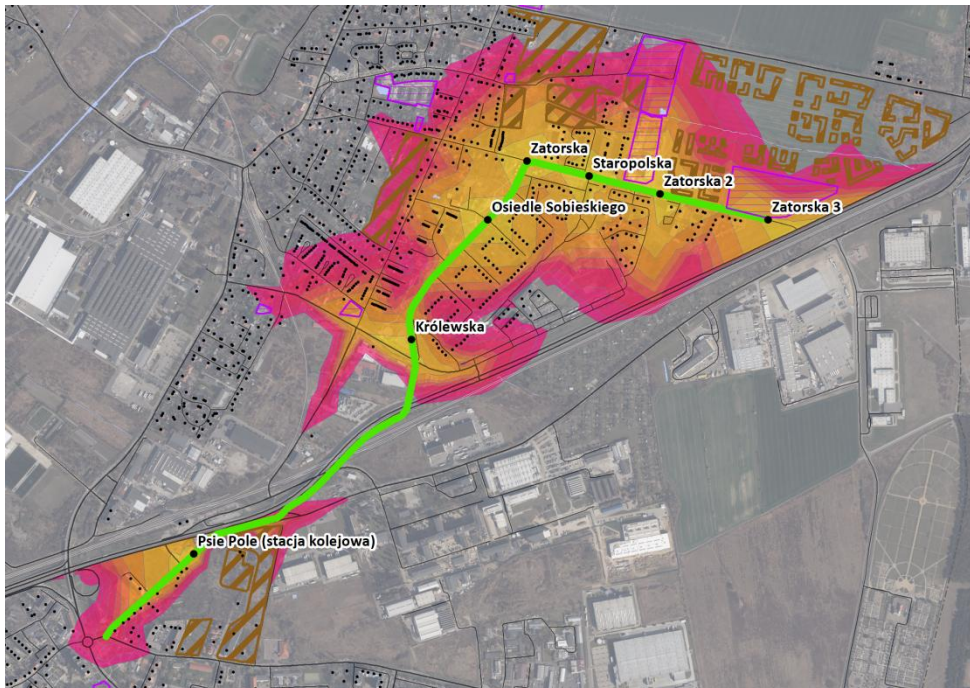 Zatorska
Staropolska
Zatorska 2
Osiedle Sobieskiego
Zatorska 3
Królewska
Psie Pole (stacja kolejowa)